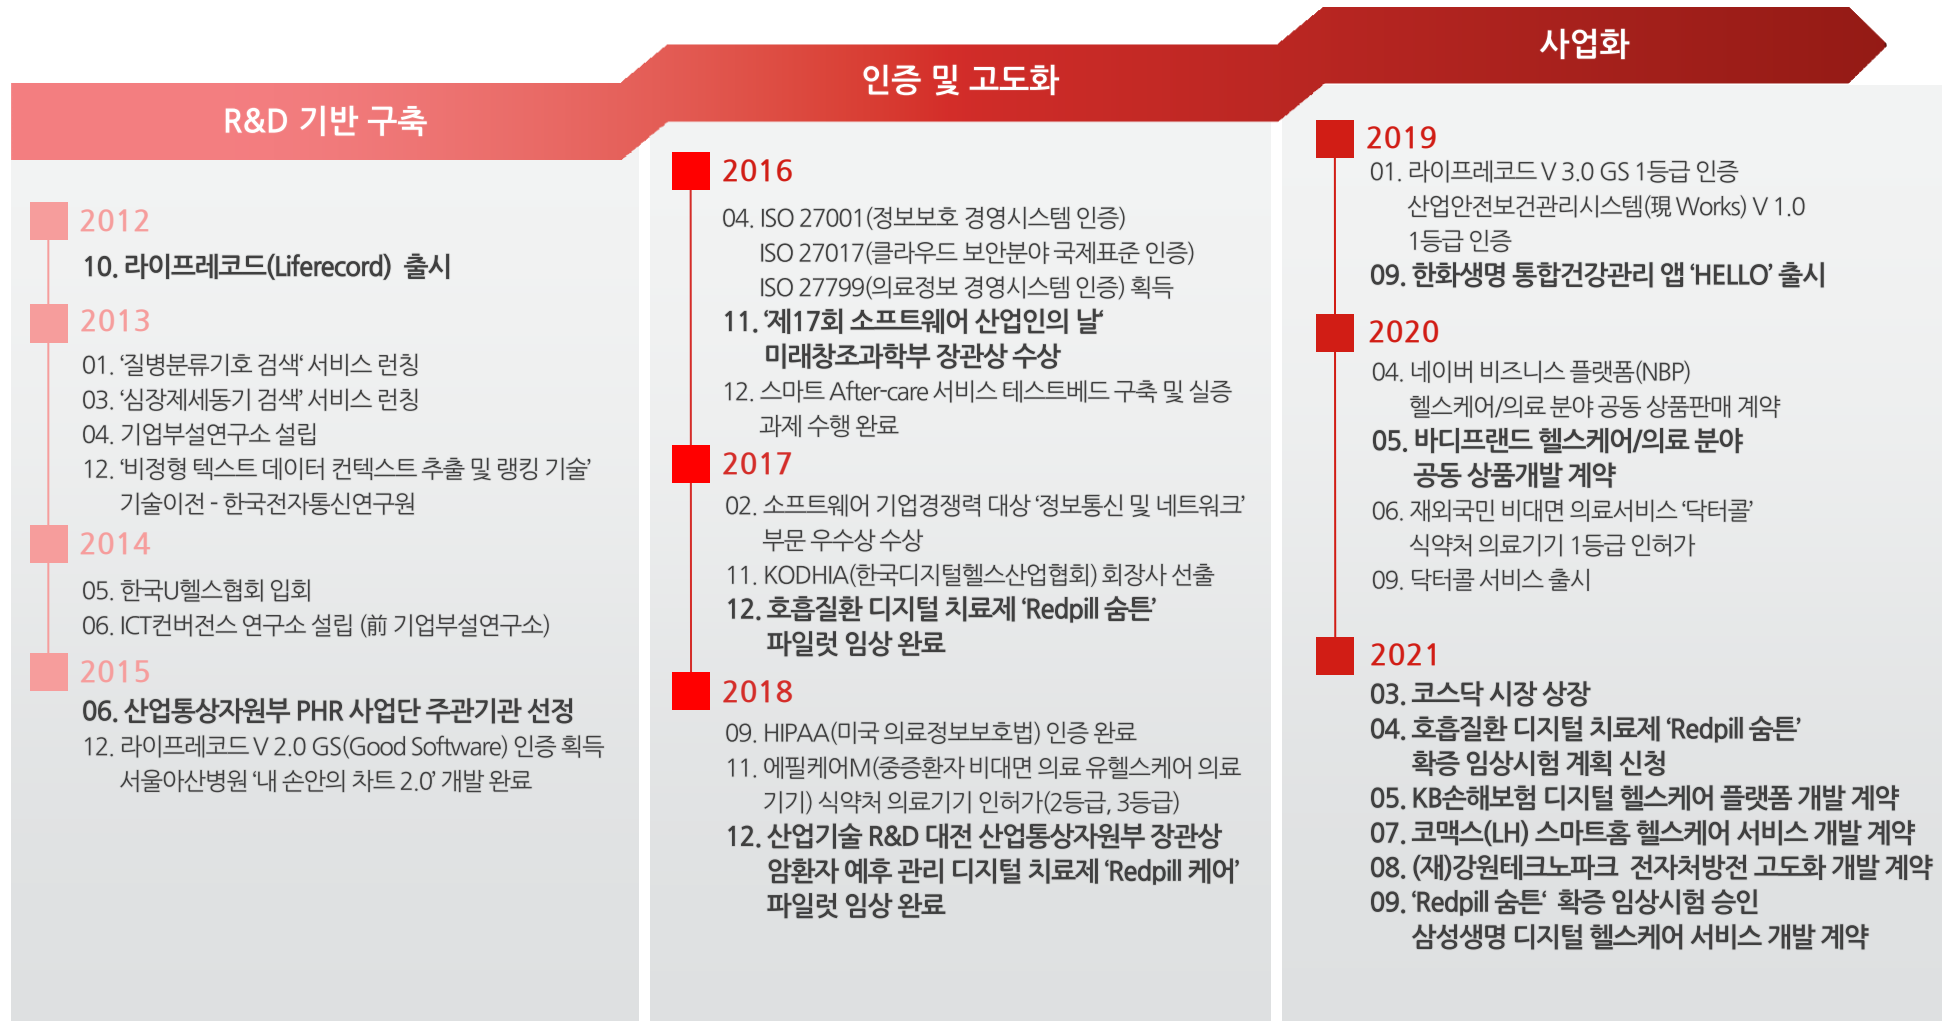 R&D 기반 구축
2012
10. 라이프레코드(Liferecord) 출시
2013
01. ‘질병분류기호 검색‘ 서비스 런칭
03. ‘심장제세동기 검색’ 서비스 런칭
04. 기업부설연구소 설립
12. ‘비정형 텍스트 데이터 컨텍스트 추출 및 랭킹 기술’
기술이전 - 한국전자통신연구원
2014
05. 한국U헬스협회 입회
06. ICT컨버전스 연구소 설립 (前 기업부설연구소)
2015
06. 산업통상자원부 PHR 사업단 주관기관 선정
12. 라이프레코드 V 2.0 GS(Good Software) 인증 획득
서울아산병원 ‘내 손안의 차트 2.0’ 개발 완료
인증 및 고도화
2016
04. ISO 27001(정보보호 경영시스템 인증)
ISO 27017(클라우드 보안분야 국제표준 인증)
ISO 27799(의료정보 경영시스템 인증) 획득
11. ‘제17회 소프트웨어 산업인의 날‘
미래창조과학부 장관상 수상
12. 스마트 After-care 서비스 테스트베드 구축 및 실증
과제 수행 완료
2017
02. 소프트웨어 기업경쟁력 대상 ‘정보통신 및 네트워크’
부문 우수상 수상
11. KODHIA(한국디지털헬스산업협회) 회장사 선출
12. 호흡질환 디지털 치료제 ‘Redpill 숨튼’
파일럿 임상 완료
2018
09. HIPAA(미국 의료정보보호법) 인증 완료
11. 에필케어M(중증환자 비대면 의료 유헬스케어 의료
기기) 식약처 의료기기 인허가(2등급, 3등급)
12. 산업기술 R&D 대전 산업통상자원부 장관상
암환자 예후 관리 디지털 치료제 ‘Redpill 케어’
파일럿 임상 완료
사업화
2019
01. 라이프레코드 V 3.0 GS 1등급 인증
산업안전보건관리시스템(現 Works) V 1.0
1등급 인증
09. 한화생명 통합건강관리 앱 ‘HELLO’ 출시
2020
04. 네이버 비즈니스 플랫폼(NBP)
헬스케어/의료 분야 공동 상품판매 계약
05. 바디프랜드 헬스케어/의료 분야
공동 상품개발 계약
06. 재외국민 비대면 의료서비스 ‘닥터콜’
식약처 의료기기 1등급 인허가
09. 닥터콜 서비스 출시
2021
03. 코스닥 시장 상장
04. 호흡질환 디지털 치료제 ‘Redpill 숨튼’
확증 임상시험 계획 신청
05. KB손해보험 디지털 헬스케어 플랫폼 개발 계약
07. 코맥스(LH) 스마트홈 헬스케어 서비스 개발 계약
08. (재)강원테크노파크 전자처방전 고도화 개발 계약
09. ‘Redpill 숨튼‘ 확증 임상시험 승인
삼성생명 디지털 헬스케어 서비스 개발 계약